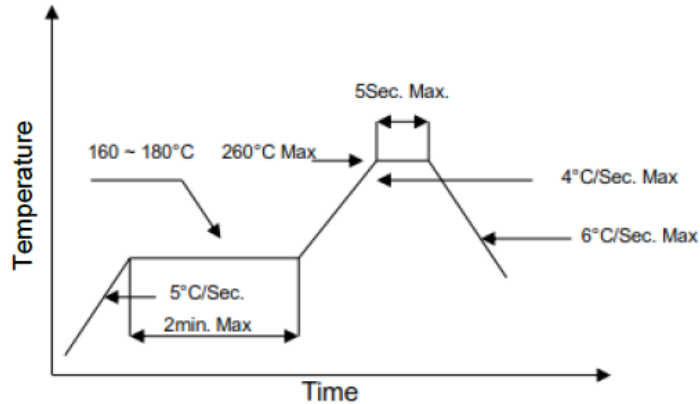 5Sec. Max.
160 ~ 180°C
260°C Max
4°C/Sec. Max
6°C/Sec. Max
5°C/Sec.
2min. Max
Temperature
Time